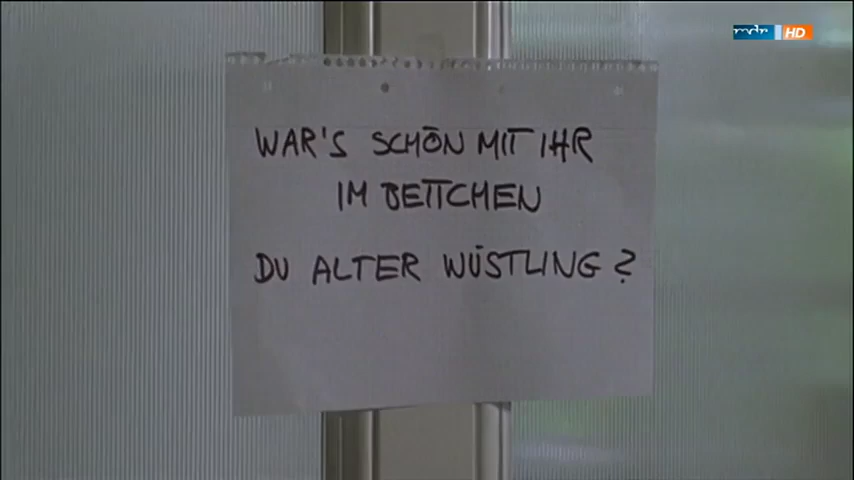 mdr HD
WAR'S SCHÖN MIT IHR
IM BETTCHEN
DU ALTER WÜSTLING?